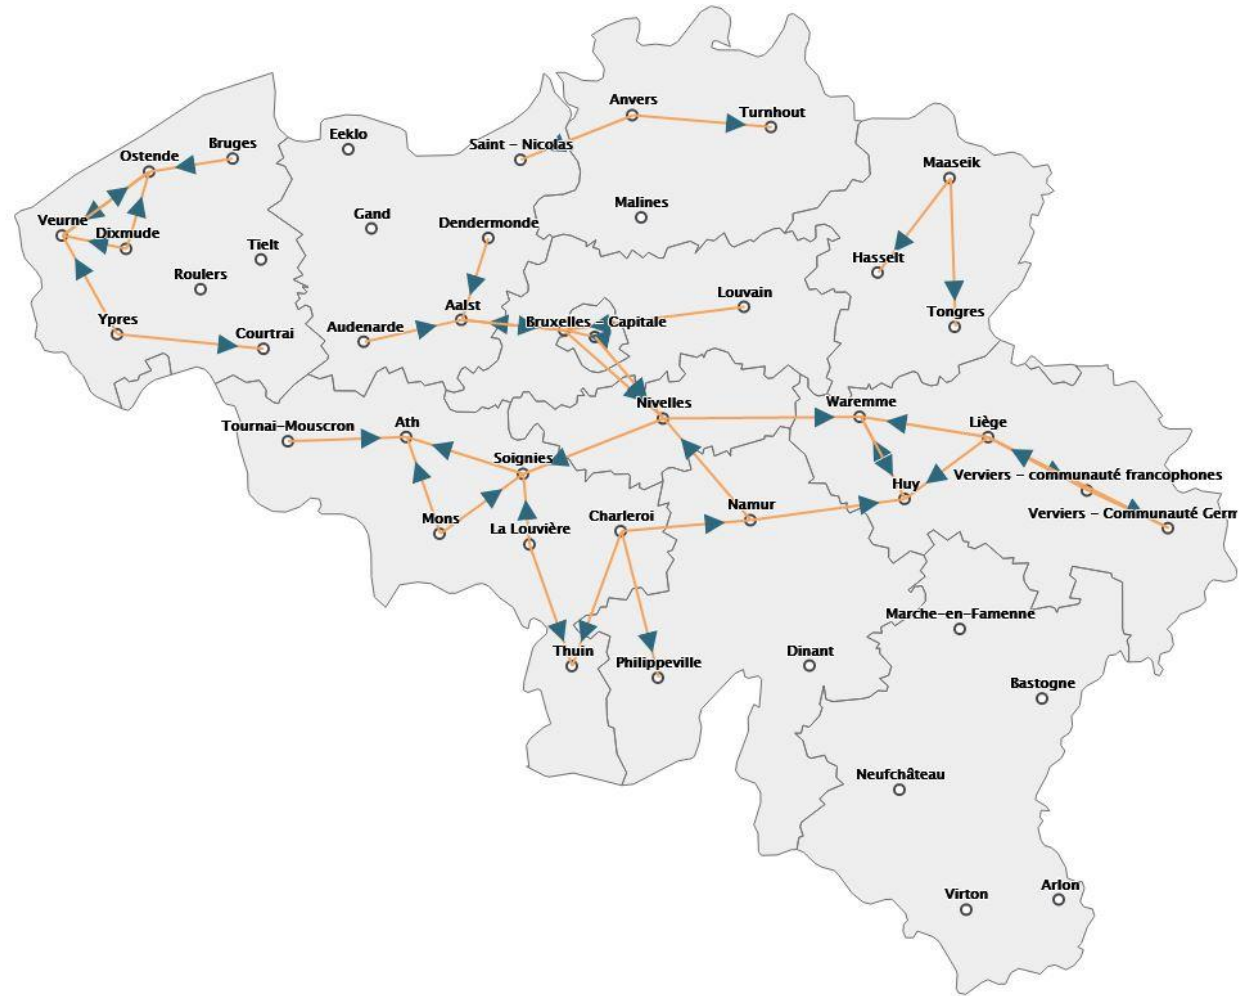 Anvers
Turnhout
Eeklo
Saint - Nicolas
Bruges
Ostende
Maaseik
Malines
Gand
Dendermonde
Veurne
Dixmude
Tielt
Hasselt
Roulers
Louvain
Aalst
Tongres
Ypres
Courtrai
Audenarde
Bruxelles - Capitale
Nivelles
Waremme
Tournai-Mouscron
Ath
Liège
Soignies
Verviers - communauté francophones
Huy
Namur
Verviers - Communauté Germ
Mons
La Louvière
Charleroi
Marche-en-Famenne
Thuin
Philippeville
Dinant
Bastogne
Neufchâteau
Virton
Arlon